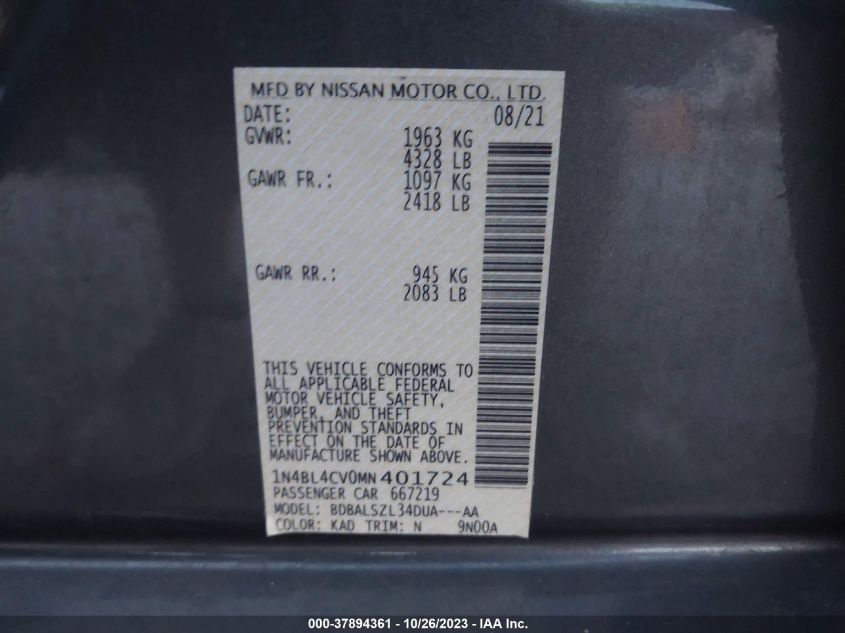 MFD BY NISSAN MOTOR CO., LTD.
DATE: 08/21
GVWR: 1963 KG
4328 LB
GAWR FR.: 1097 KG
2418 LB
GAWR RR.: 945 KG
2083 LB
THIS VEHICLE CONFORMS TO
ALL APPLICABLE FEDERAL
MOTOR VEHICLE SAFETY,
BUMPER, AND THEFT
PREVENTION STANDARDS IN
EFFECT ON THE DATE OF
MANUFACTURE SHOWN ABOVE.
1N4BL4CV0MN401724
PASSENGER CAR 667219
MODEL: BDBALSZL34DUA---AA
COLOR: KAD TRIM: N 9N00A
000-37894361 - 10/26/2023 - IAA Inc.